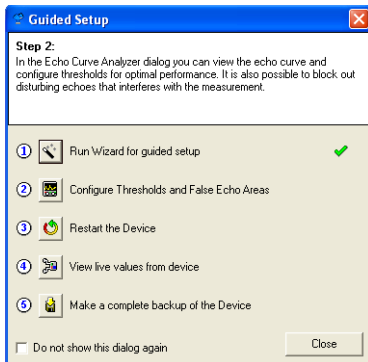 Guided Setup
Step 2:
In the Echo Curve Analyzer dialog you can view the echo curve and
configure thresholds for optimal performance. It is also possible to block out
disturbing echoes that interferes with the measurement.
1 Run Wizard for guided setup
2 Configure Thresholds and False Echo Areas
3 Restart the Device
4 View live values from device
5 Make a complete backup of the Device
Do not show this dialog again
Close